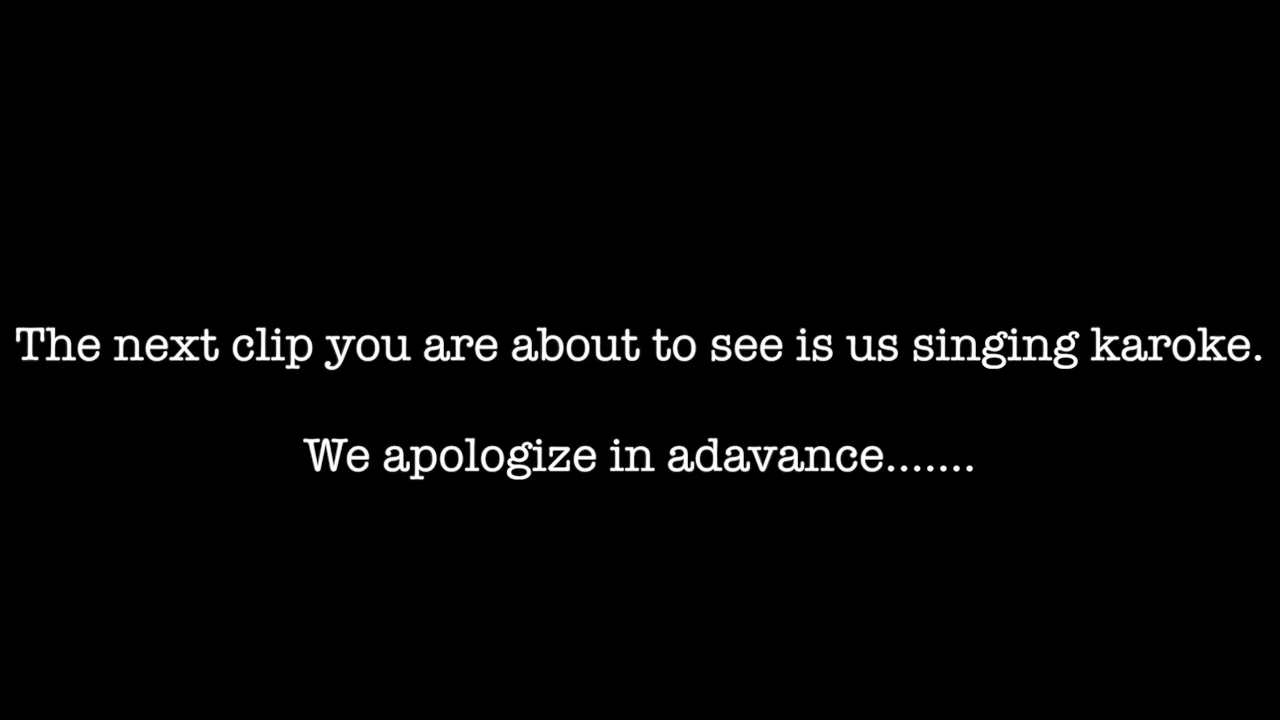 The next clip you are about to see is us singing karoke.
We apologize in adavance.......